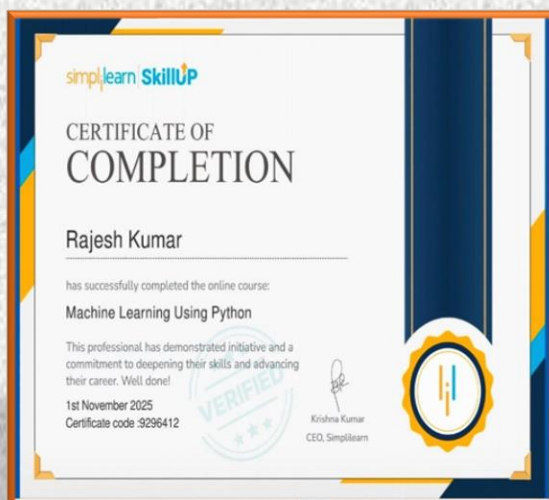 simplilearn SkillUP
CERTIFICATE OF
COMPLETION
Rajesh Kumar
has successfully completed the online course:
Machine Learning Using Python
This professional has demonstrated initiative and a
commitment to deepening their skills and advancing
their career. Well done!
VERIFIED
1st November 2025
Certificate code :9296412
Krishna Kumar
CEO, Simplilearn